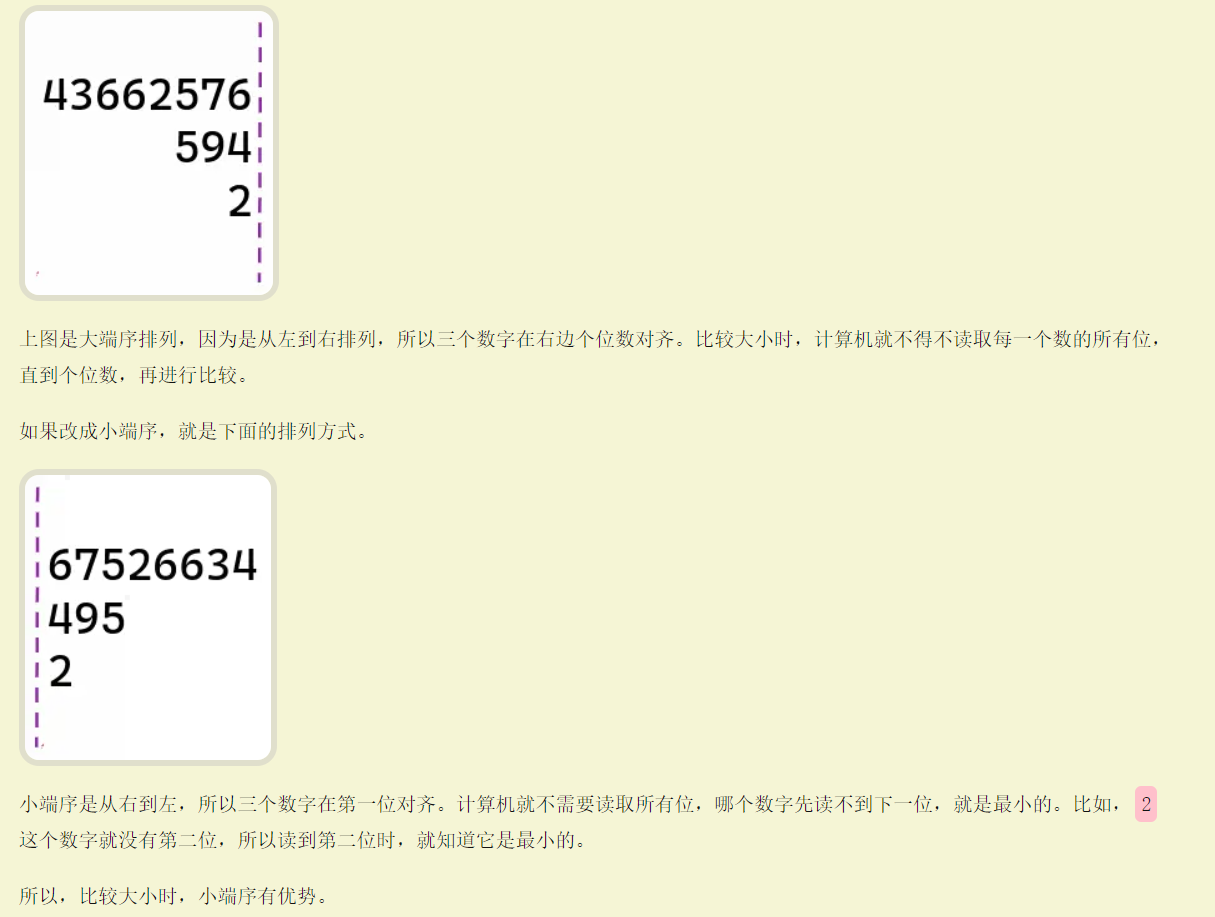 43662576
594
2
上图是大端序排列，因为是从左到右排列，所以三个数字在右边个位数对齐。比较大小时，计算机就不得不读取每一个数的所有位，
直到个位数，再进行比较。
如果改成小端序，就是下面的排列方式。
67526634
495
2
小端序是从右到左，所以三个数字在第一位对齐。计算机就不需要读取所有位，哪个数字先读不到下一位，就是最小的。比如， 2
这个数字就没有第二位，所以读到第二位时，就知道它是最小的。
所以，比较大小时，小端序有优势。